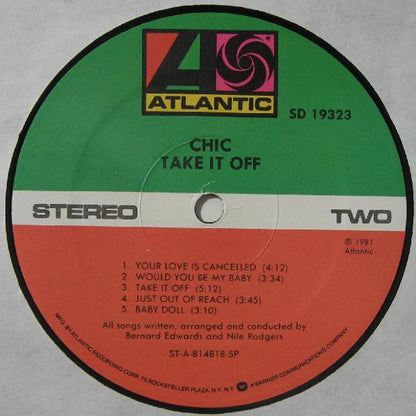 ATLANTIC
SD 19323
CHIC
TAKE IT OFF
STEREO
TWO
℗ 1981
Atlantic
1. YOUR LOVE IS CANCELLED (4:12)
2. WOULD YOU BE MY BABY (3:34)
3. TAKE IT OFF (5:12)
4. JUST OUT OF REACH (3:45)
5. BABY DOLL (3:10)
All songs written, arranged and conducted by
Bernard Edwards and Nile Rodgers
ST-A-814818-SP
MFG. BY ATLANTIC RECORDING CORP. 75 ROCKEFELLER PLAZA, N.Y. N.Y. A WARNER COMMUNICATIONS COMPANY